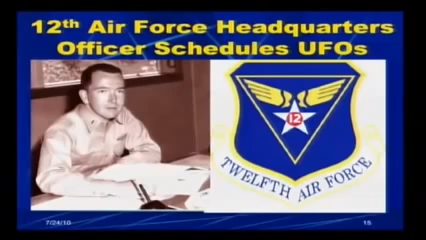 12th Air Force Headquarters
Officer Schedules UFOs
12
TWELFTH AIR FORCE
7/24/10
15